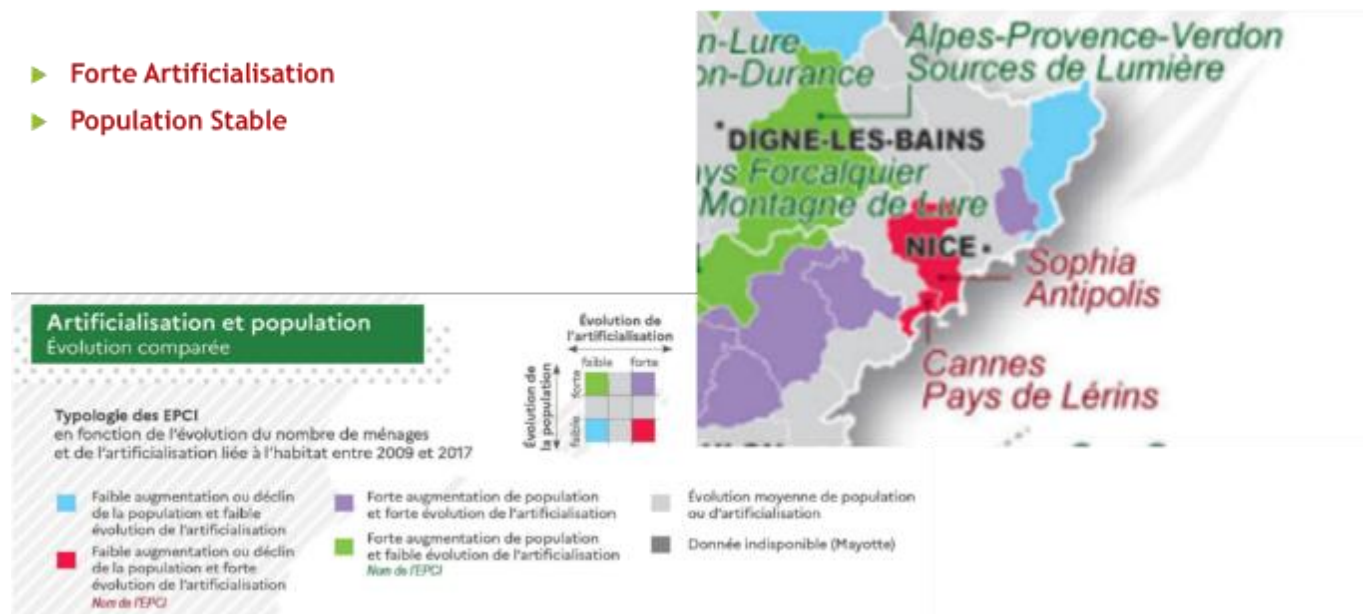 Forte Artificialisation
Population Stable
n-Lure
on-Durance
Alpes-Provence-Verdon
Sources de Lumière
DIGNE-LES-BAINS
ays Forcalquier
Montagne de Lure
NICE
Sophia
Antipolis
Cannes
Pays de Lérins
Artificialisation et population
Évolution comparée
Évolution de
l'artificialisation
faible forte
Évolution de
la population
forte
faible
Typologie des EPCI
en fonction de l'évolution du nombre de ménages
et de l'artificialisation liée à l'habitat entre 2009 et 2017
Faible augmentation ou déclin
de la population et faible
évolution de l'artificialisation
Faible augmentation ou déclin
de la population et forte
évolution de l'artificialisation
Nom de l'EPCI
Forte augmentation de population
et forte évolution de l'artificialisation
Forte augmentation de population
et faible évolution de l'artificialisation
Nom de l'EPCI
Évolution moyenne de population
ou d'artificialisation
Donnée indisponible (Mayotte)